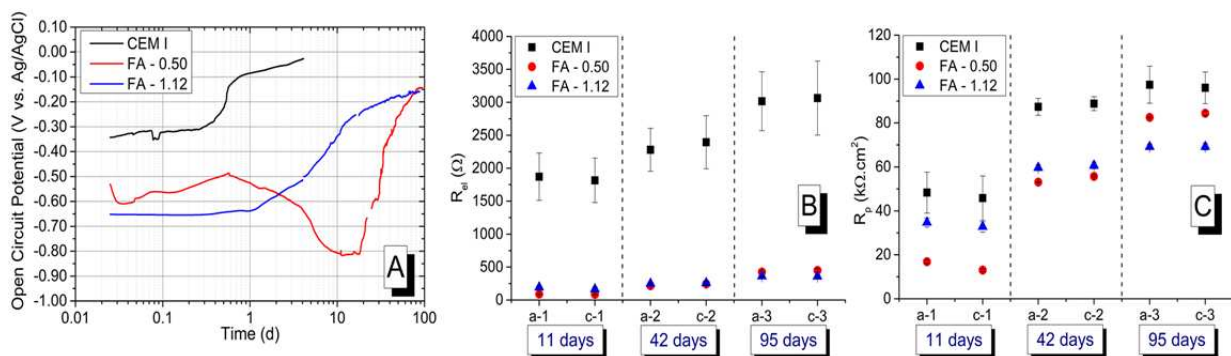 Open Circuit Potential (V vs. Ag/AgCl)
0.10
0.00
-0.10
-0.20
-0.30
-0.40
-0.50
-0.60
-0.70
-0.80
-0.90
-1.00
CEM I
FA - 0.50
FA - 1.12
A
0.01 0.1 1 10 100
Time (d)
R_el (Ω)
4000
3500
3000
2500
2000
1500
1000
500
0
CEM I
FA - 0.50
FA - 1.12
B
a-1 c-1 a-2 c-2 a-3 c-3
11 days 42 days 95 days
R_p (kΩ.cm²)
120
100
80
60
40
20
0
CEM I
FA - 0.50
FA - 1.12
C
a-1 c-1 a-2 c-2 a-3 c-3
11 days 42 days 95 days